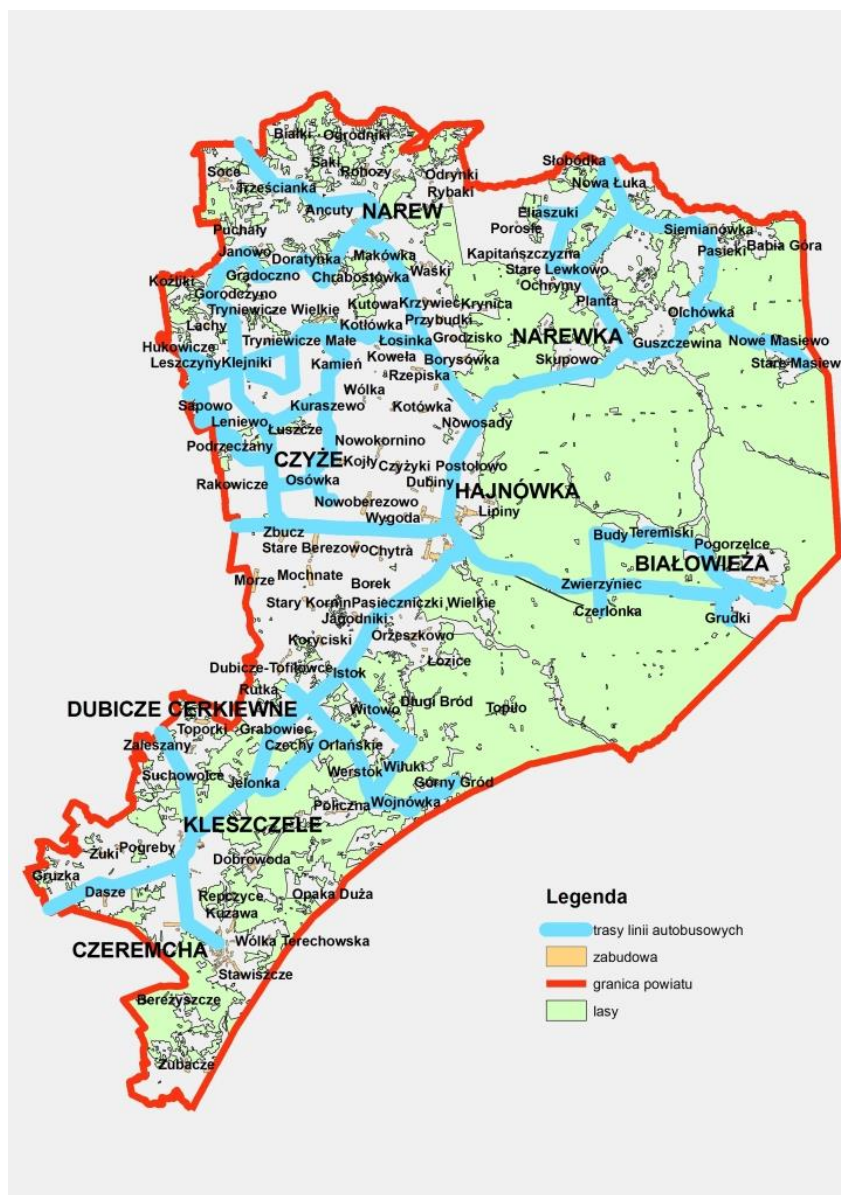 Białki
Ogrodniki
Saki
Rohozy
Soce
Odrynki
Słobódka
Trześcianka
Rybaki
Nowa Łuka
Ancuty
NAREW
Eliaszuki
Puchały
Porosie
Siemianówka
Janowo
Makówka
Kapitańszczyzna
Pasieki
Babia Góra
Doratynka
Waśki
Stare Lewkowo
Koźliki
Gradoczno
Chrabostówka
Ochrymy
Gorodczyno
Kutowa
Krzywiec
Krynica
Planta
Tryniewicze Wielkie
Przybudki
Olchówka
Lachy
Kotłówka
NAREWKA
Hukowicze
Tryniewicze Małe
Łosinka
Grodzisko
Guszczewina
Nowe Masiewo
Leszczyny
Klejniki
Kamień
Koweła
Borysówka
Skupowo
Stare Masiewo
Rzepiska
Wólka
Sapowo
Kuraszewo
Kotówka
Leniewo
Łuszcze
Nowosady
Podrzeczany
Nowokornino
CZYŻE
Kojły
Czyżyki
Postołowo
Rakowicze
Osówka
Dubiny
HAJNÓWKA
Nowoberezowo
Lipiny
Wygoda
Zbucz
Budy
Teremiski
Stare Berezowo
Chytra
Pogorzelce
BIAŁOWIEŻA
Morze
Mochnate
Borek
Zwierzyniec
Stary Kornin
Pasieczniczki Wielkie
Czerlonka
Jagodniki
Grudki
Koryciski
Orzeszkowo
Dubicze-Tofiłowce
Istok
Łozice
Rutka
DUBICZE CERKIEWNE
Witowo
Długi Bród
Topiło
Toporki
Grabowiec
Zaleszany
Czechy Orlańskie
Suchowolce
Jelonka
Werstok
Wiluki
Górny Gród
Policzna
Wojnówka
KLESZCZELE
Żuki
Pogreby
Dobrowoda
Gruzka
Dasze
Repczyce
Opaka Duża
Kuzawa
Legenda
CZEREMCHA
Wólka Terechowska
trasy linii autobusowych
Stawiszcze
zabudowa
granica powiatu
Bereżyszcze
lasy
Zubacze